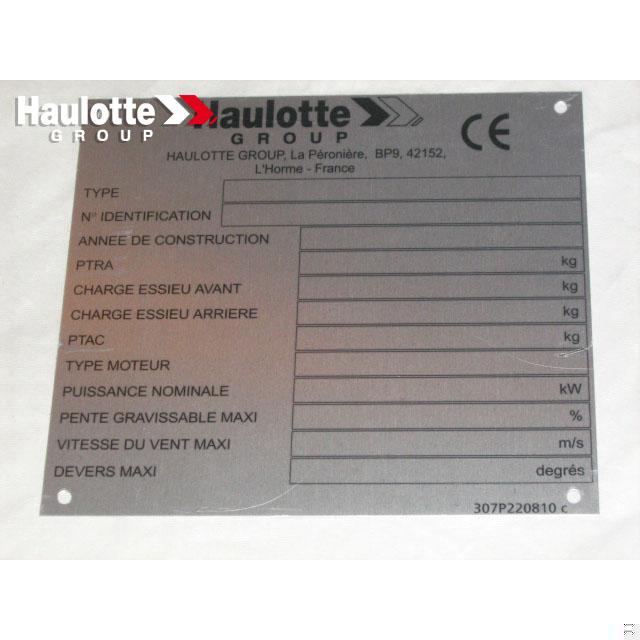 Haulotte
GROUP
Haulotte
GROUP
CE
HAULOTTE GROUP, La Péronière, BP9, 42152,
L'Horme - France
TYPE
N° IDENTIFICATION
ANNEE DE CONSTRUCTION
PTRA kg
CHARGE ESSIEU AVANT kg
CHARGE ESSIEU ARRIERE kg
PTAC kg
TYPE MOTEUR
PUISSANCE NOMINALE kW
PENTE GRAVISSABLE MAXI %
VITESSE DU VENT MAXI m/s
DEVERS MAXI degrés
307P220810 c